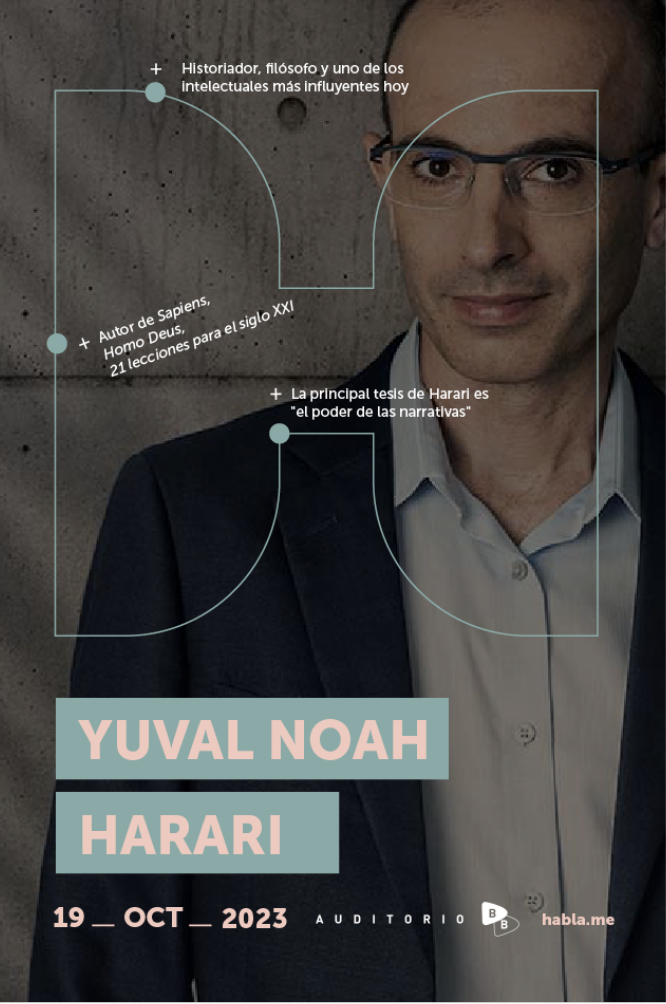 + Historiador, filósofo y uno de los
intelectuales más influyentes hoy
+ Autor de Sapiens,
Homo Deus,
21 lecciones para el siglo XXI
+ La principal tesis de Harari es
"el poder de las narrativas"
YUVAL NOAH
HARARI
19 __ OCT __ 2023
AUDITORIO
B
B
habla.me